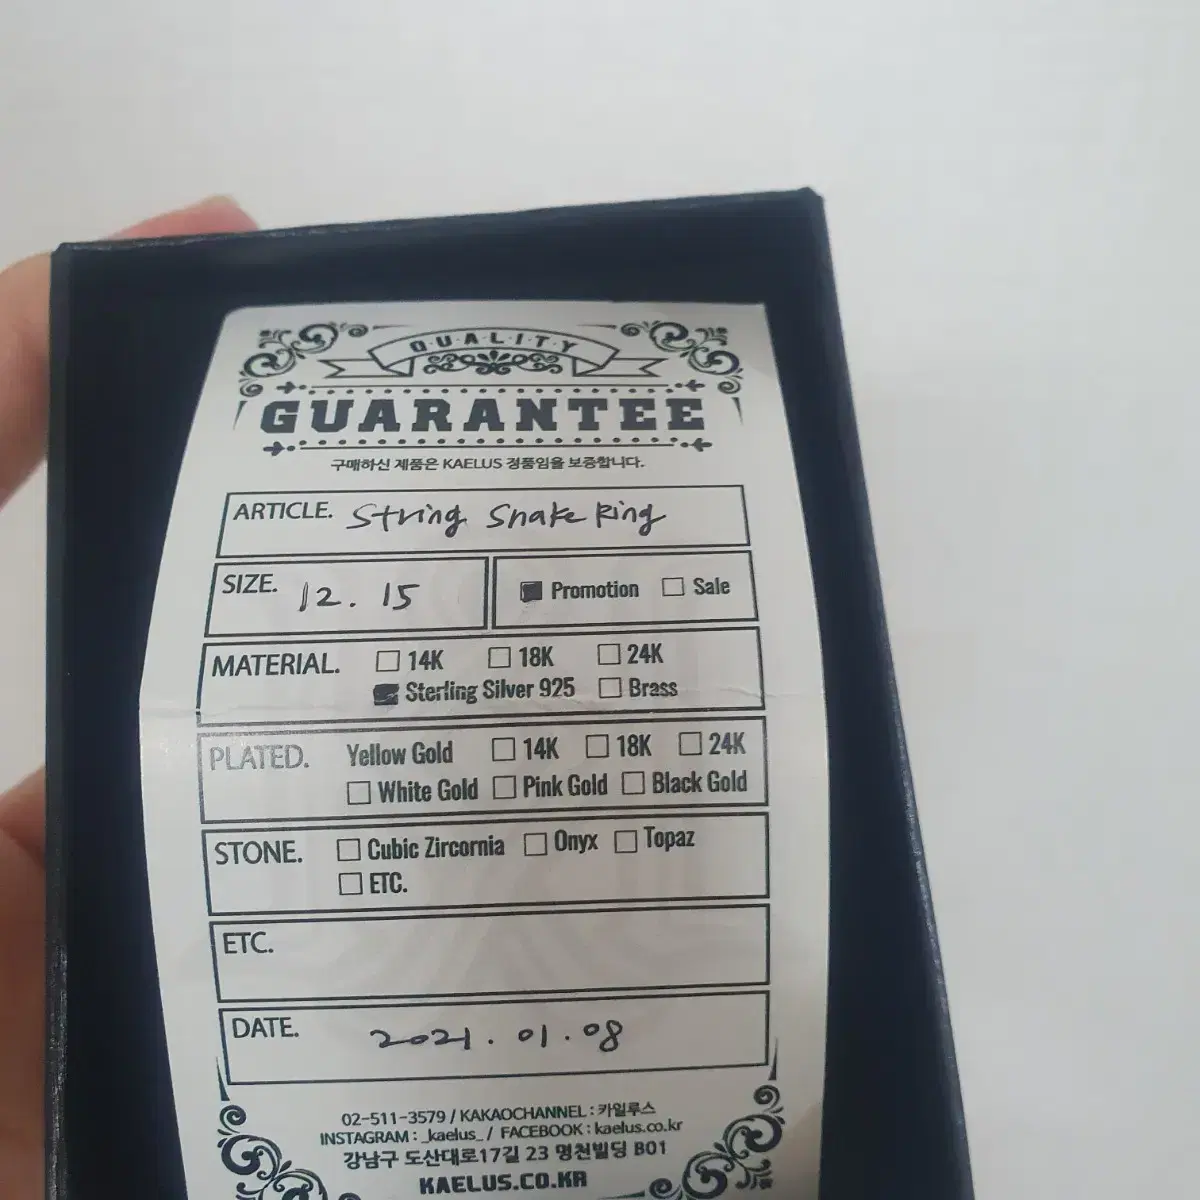 QUALITY
GUARANTEE
구매하신 제품은 KAELUS 정품임을 보증합니다.
ARTICLE. String Snake Ring
SIZE. 12. 15
Promotion Sale
MATERIAL. 14K 18K 24K
Sterling Silver 925 Brass
PLATED. Yellow Gold 14K 18K 24K
White Gold Pink Gold Black Gold
STONE. Cubic Zircornia Onyx Topaz
ETC.
ETC.
DATE. 2021. 01. 08
02-511-3579 / KAKAOCHANNEL : 카일루스
INSTAGRAM : _kaelus_ / FACEBOOK : kaelus.co.kr
강남구 도산대로17길 23 명천빌딩 B01
KAELUS.CO.KR